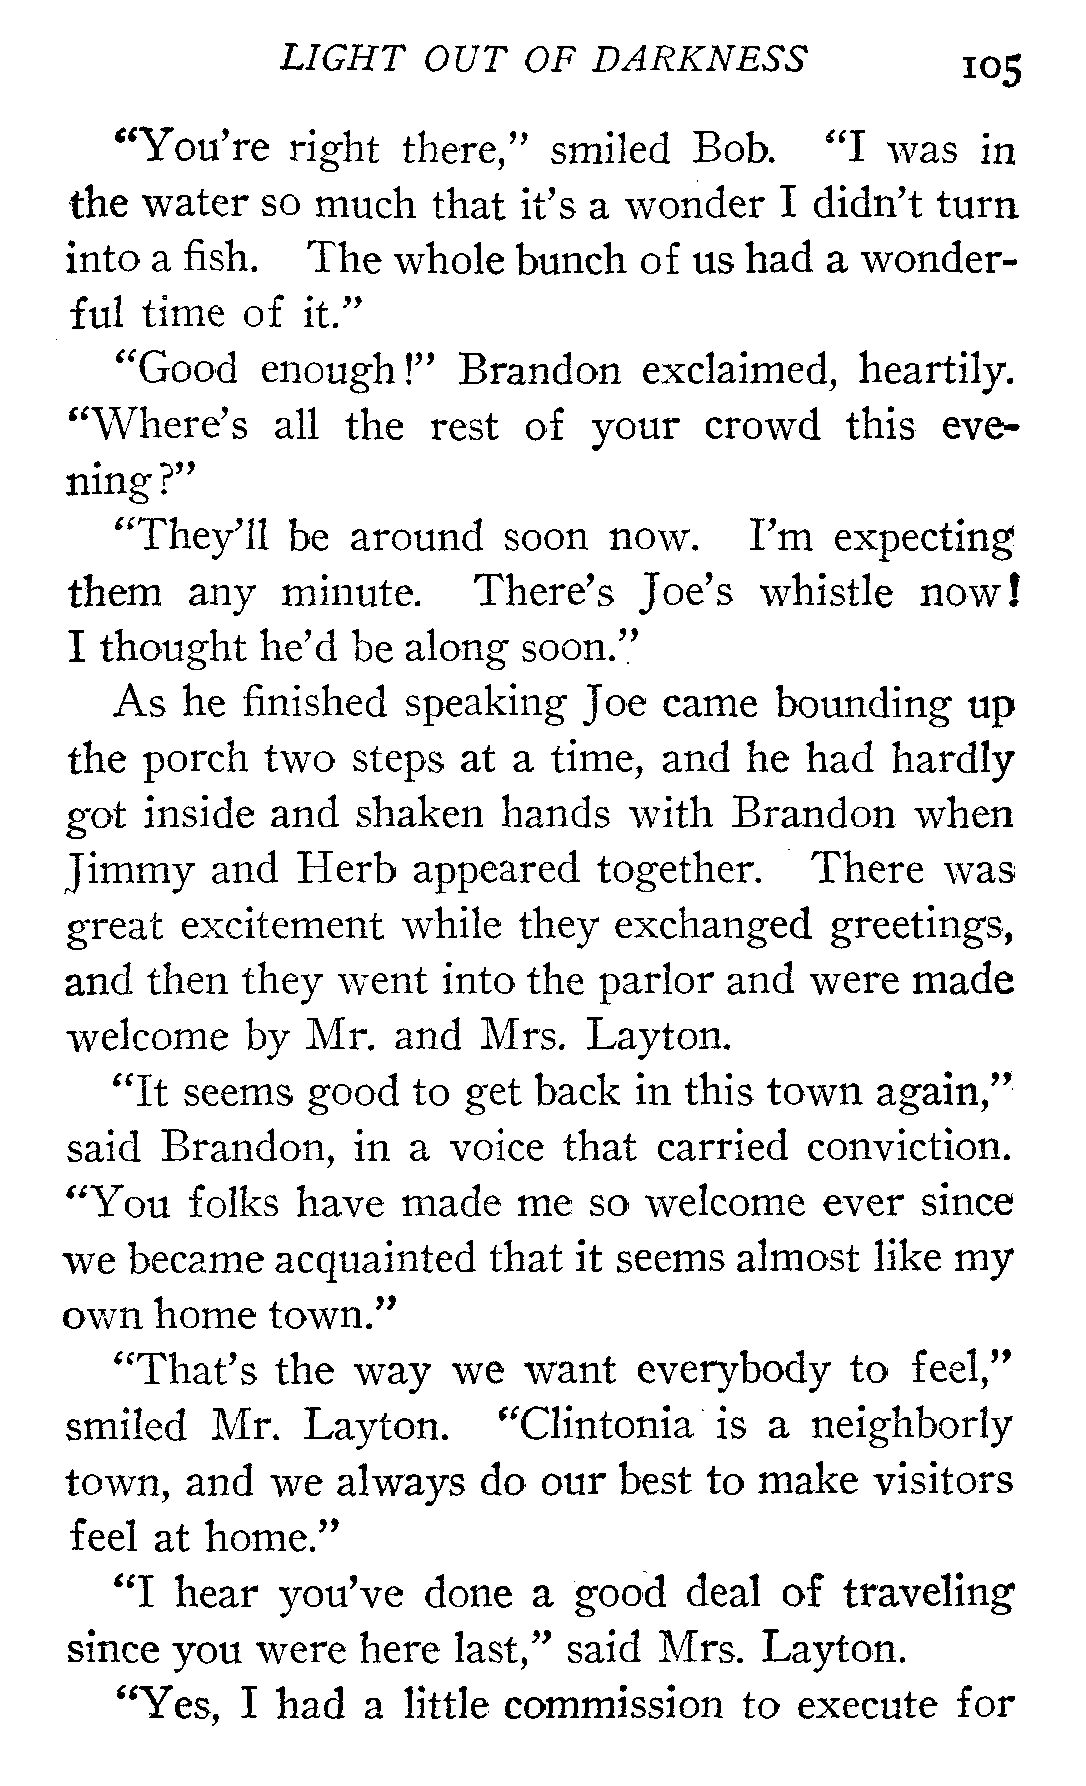 LIGHT OUT OF DARKNESS 105
“You’re right there,” smiled Bob. “I was in
the water so much that it’s a wonder I didn’t turn
into a fish. The whole bunch of us had a wonder-
ful time of it.”
“Good enough!” Brandon exclaimed, heartily.
“Where’s all the rest of your crowd this eve-
ning?”
“They’ll be around soon now. I’m expecting
them any minute. There’s Joe’s whistle now!
I thought he’d be along soon.”
As he finished speaking Joe came bounding up
the porch two steps at a time, and he had hardly
got inside and shaken hands with Brandon when
Jimmy and Herb appeared together. There was
great excitement while they exchanged greetings,
and then they went into the parlor and were made
welcome by Mr. and Mrs. Layton.
“It seems good to get back in this town again,”
said Brandon, in a voice that carried conviction.
“You folks have made me so welcome ever since
we became acquainted that it seems almost like my
own home town.”
“That’s the way we want everybody to feel,”
smiled Mr. Layton. “Clintonia is a neighborly
town, and we always do our best to make visitors
feel at home.”
“I hear you’ve done a good deal of traveling
since you were here last,” said Mrs. Layton.
“Yes, I had a little commission to execute for